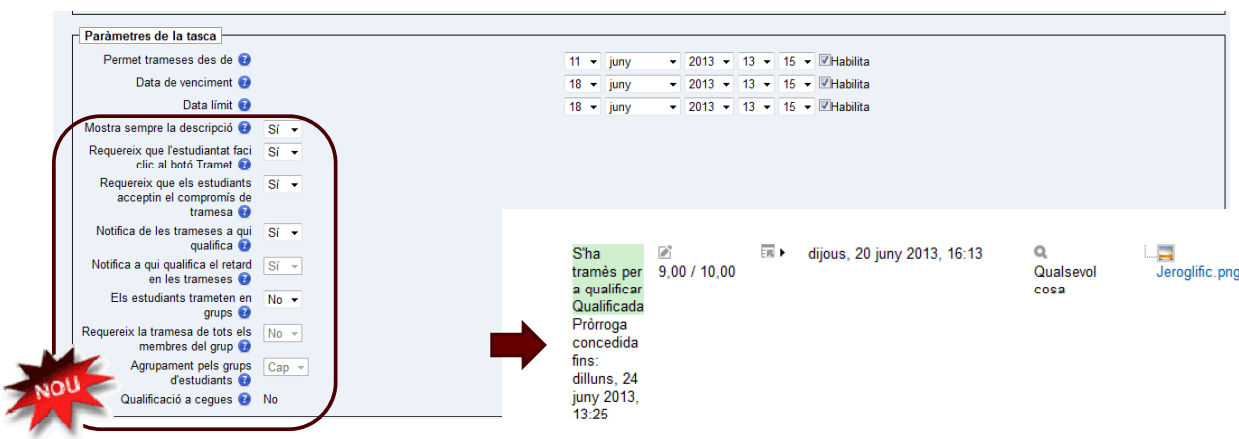 Paràmetres de la tasca
Permet trameses des de
11 juny 2013 13 15 Habilita
Data de venciment
18 juny 2013 13 15 Habilita
Data límit
18 juny 2013 13 15 Habilita
Mostra sempre la descripció Sí
Requereix que l'estudiantat faci Sí
clic al botó Tramet
Requereix que els estudiants Sí
acceptin el compromís de
tramesa
Notifica de les trameses a qui Sí
qualifica
Notifica a qui qualifica el retard Sí
en les trameses
Els estudiants trameten en No
grups
Requereix la tramesa de tots els No
membres del grup
Agrupament pels grups Cap
d'estudiants
Qualificació a cegues No
NOU
S'ha
tramès per
a qualificar
Qualificada
Pròrroga
concedida
fins:
dilluns, 24
juny 2013,
13:25
9,00 / 10,00
dijous, 20 juny 2013, 16:13
Qualsevol
cosa
Jeroglific.png